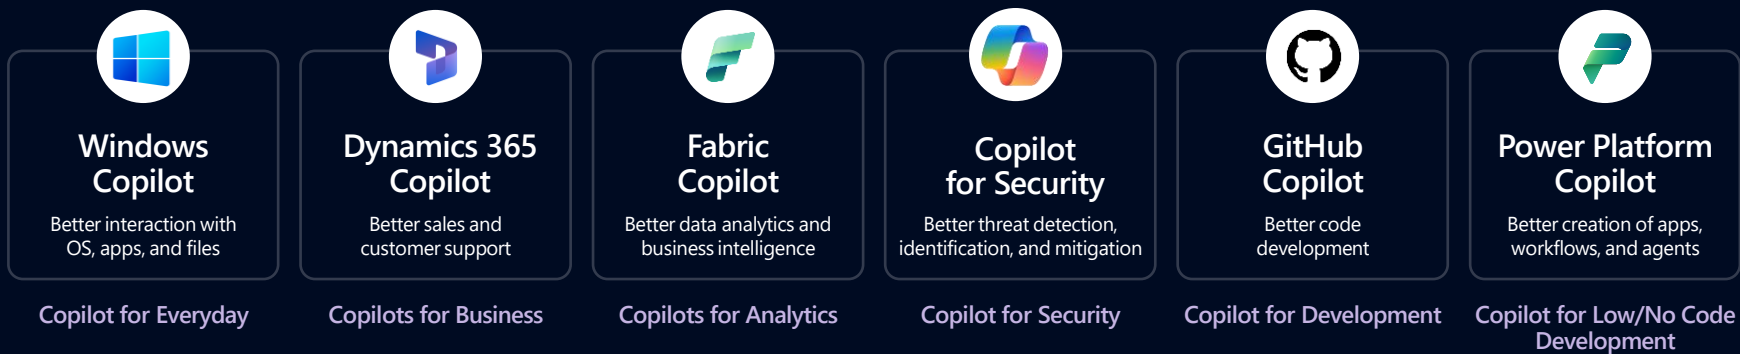 Windows
Copilot
Better interaction with
OS, apps, and files
Copilot for Everyday
Dynamics 365
Copilot
Better sales and
customer support
Copilots for Business
Fabric
Copilot
Better data analytics and
business intelligence
Copilots for Analytics
Copilot
for Security
Better threat detection,
identification, and mitigation
Copilot for Security
GitHub
Copilot
Better code
development
Copilot for Development
Power Platform
Copilot
Better creation of apps,
workflows, and agents
Copilot for Low/No Code
Development